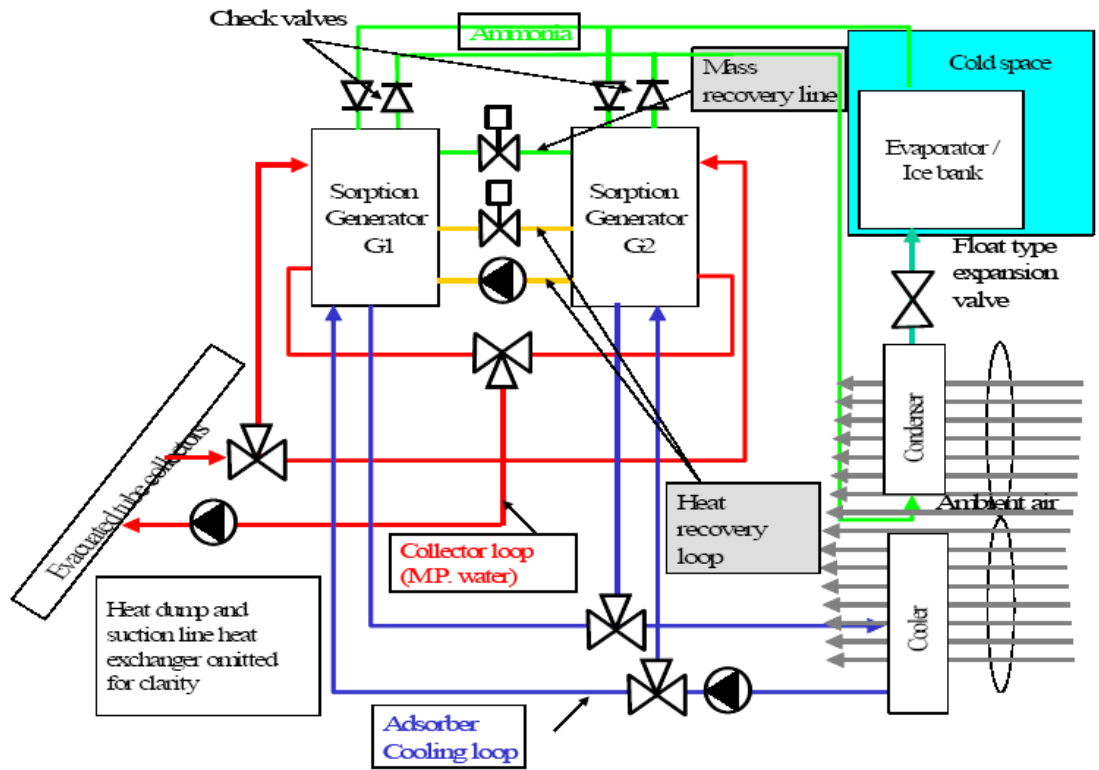 Check valves
Ammonia
Mass
recovery line
Cold space
Evaporator /
Ice bank
Sorption
Generator
G1
Sorption
Generator
G2
Float type
expansion
valve
Condenser
Evacuated tube collectors
Ambient air
Heat
recovery
loop
Collector loop
(M.P. water)
Cooler
Heat dump and
suction line heat
exchanger omitted
for clarity
Adsorber
Cooling loop